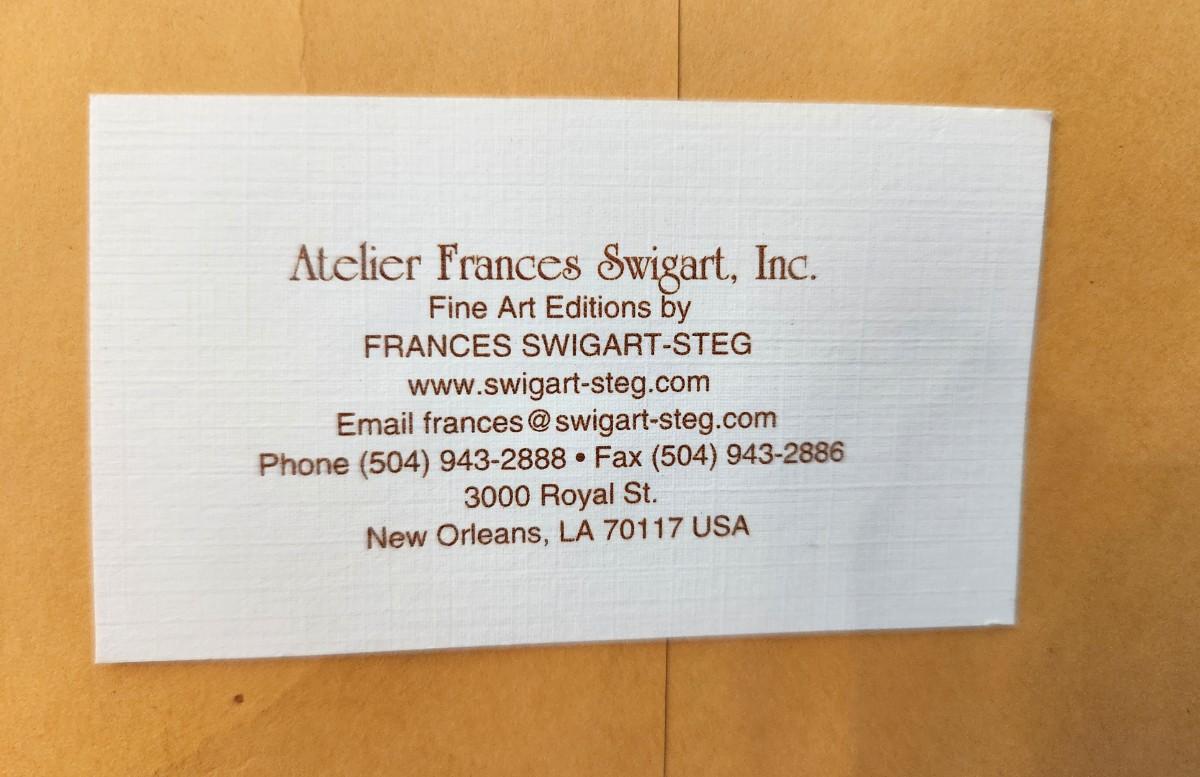 Atelier Frances Swigart, Inc.
Fine Art Editions by
FRANCES SWIGART-STEG
www.swigart-steg.com
Email frances@swigart-steg.com
Phone (504) 943-2888 • Fax (504) 943-2886
3000 Royal St.
New Orleans, LA 70117 USA